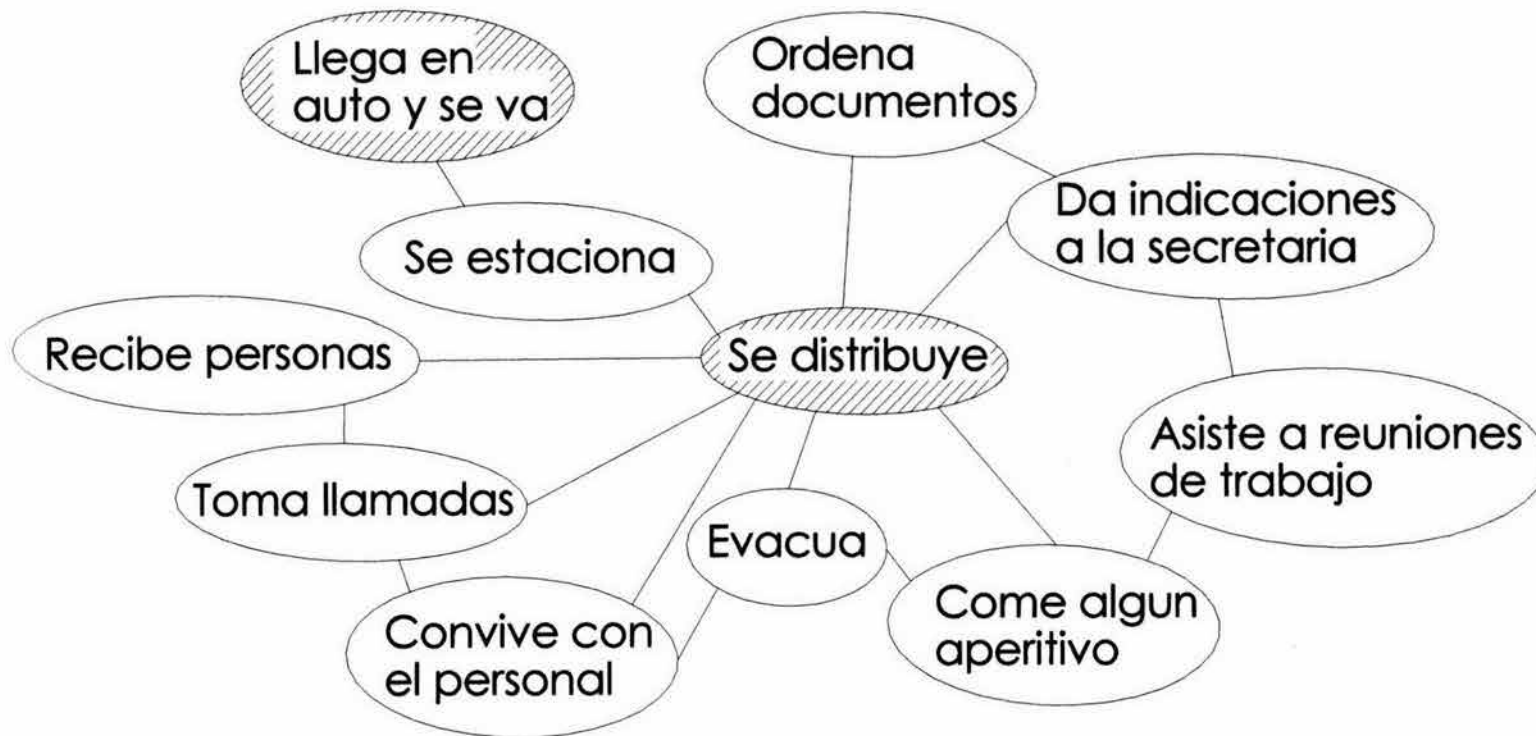 Llega en
auto y se va
Ordena
documentos
Da indicaciones
a la secretaria
Se estaciona
Recibe personas
Se distribuye
Asiste a reuniones
de trabajo
Toma llamadas
Evacua
Come algun
aperitivo
Convive con
el personal